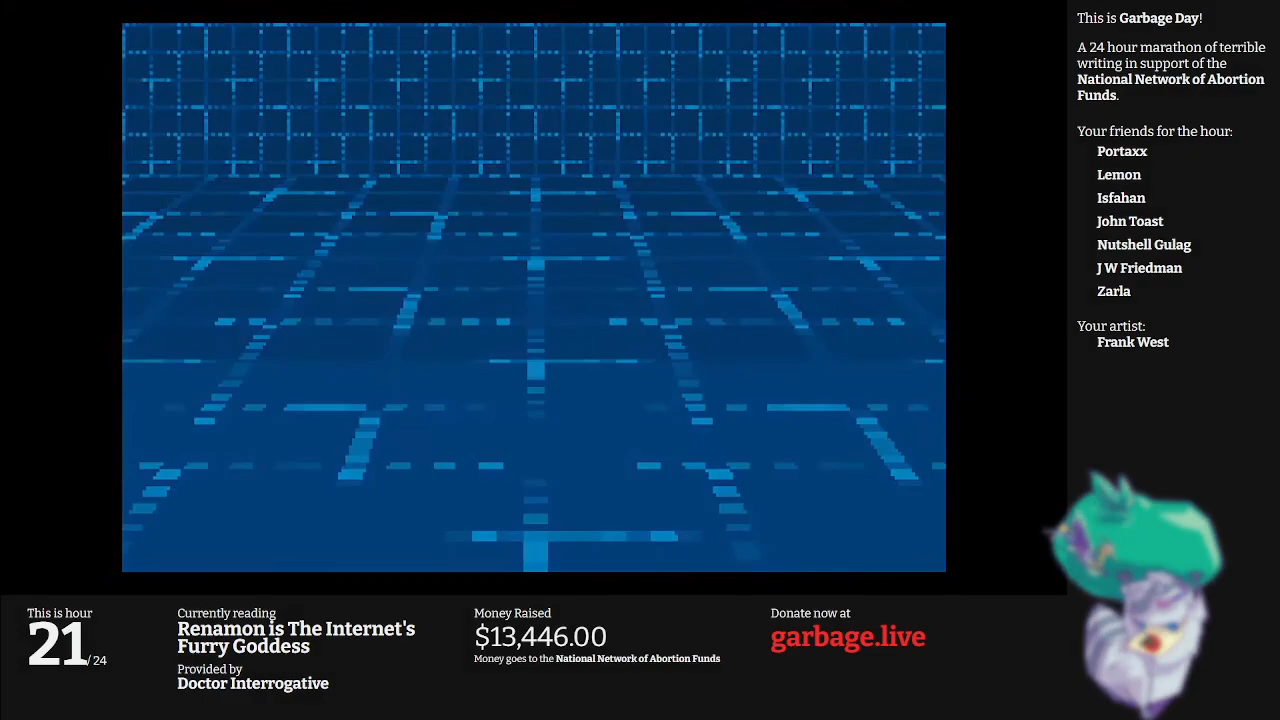 This is Garbage Day!
A 24 hour marathon of terrible
writing in support of the
National Network of Abortion
Funds.
Your friends for the hour:
Portaxx
Lemon
Isfahan
John Toast
Nutshell Gulag
J W Friedman
Zarla
Your artist:
Frank West
This is hour
21/24
Currently reading
Renamon is The Internet's
Furry Goddess
Provided by
Doctor Interrogative
Money Raised
$13,446.00
Money goes to the National Network of Abortion Funds
Donate now at
garbage.live